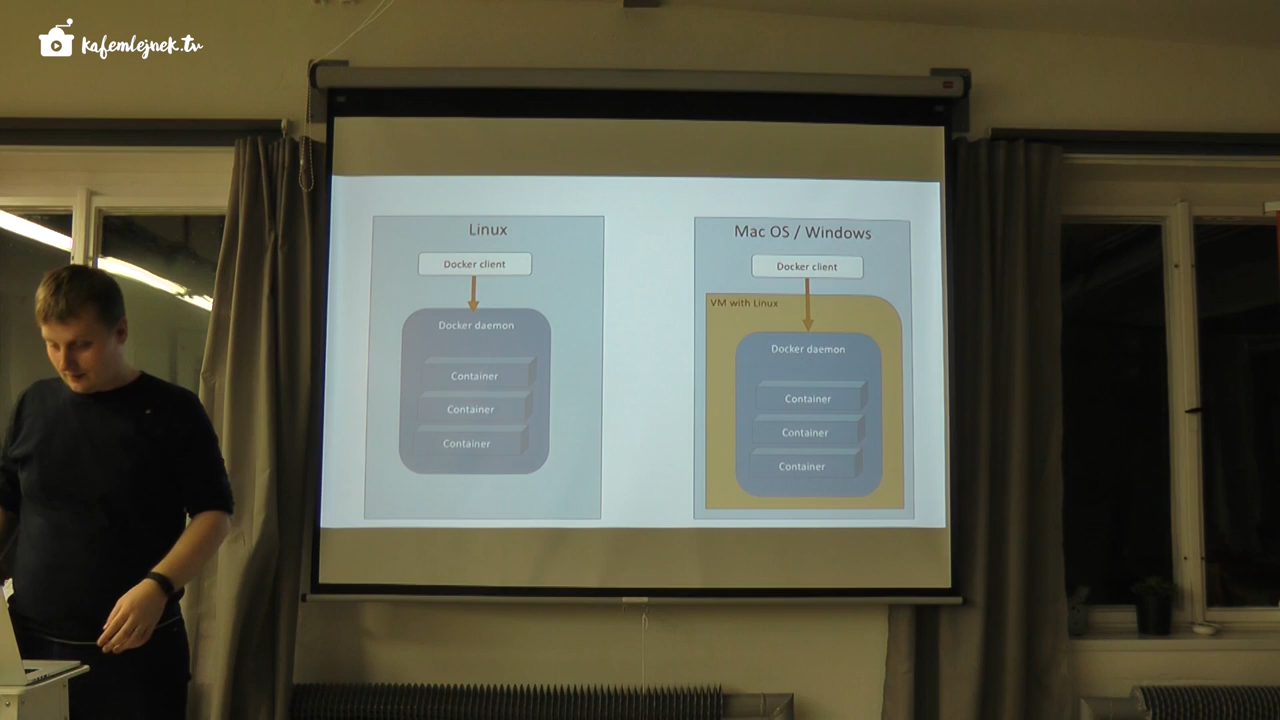 kafemlejnek.tv
Linux
Docker client
Docker daemon
Container
Container
Container
Mac OS / Windows
Docker client
VM with Linux
Docker daemon
Container
Container
Container